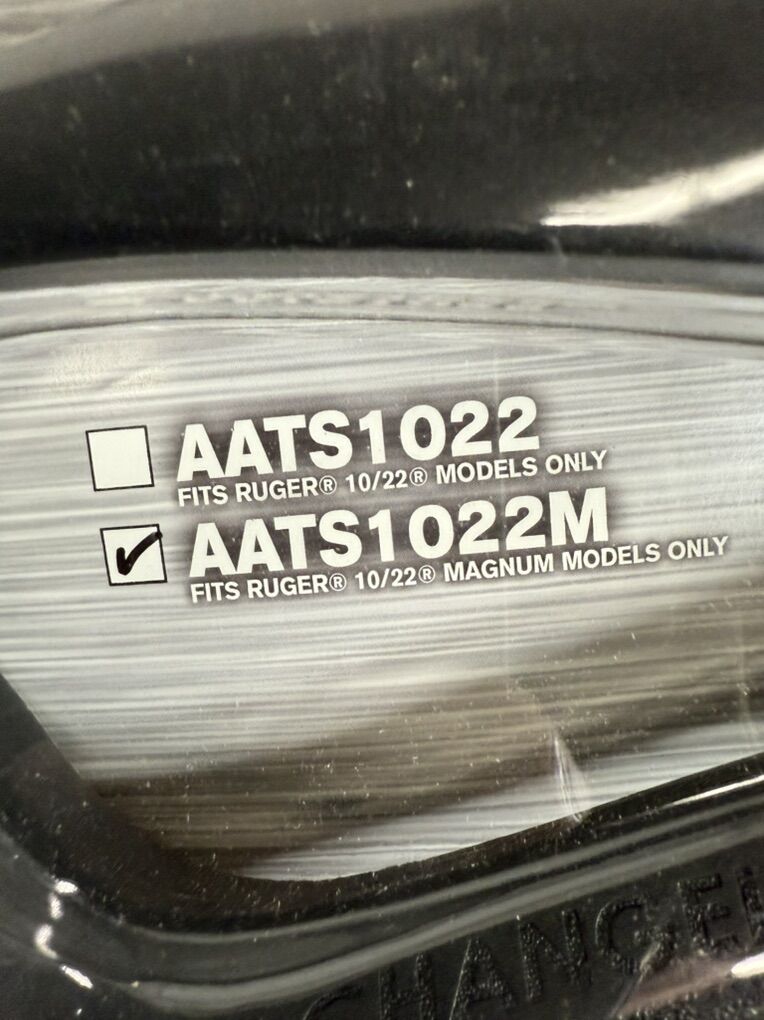 AATS1022
FITS RUGER® 10/22® MODELS ONLY
AATS1022M
FITS RUGER® 10/22® MAGNUM MODELS ONLY